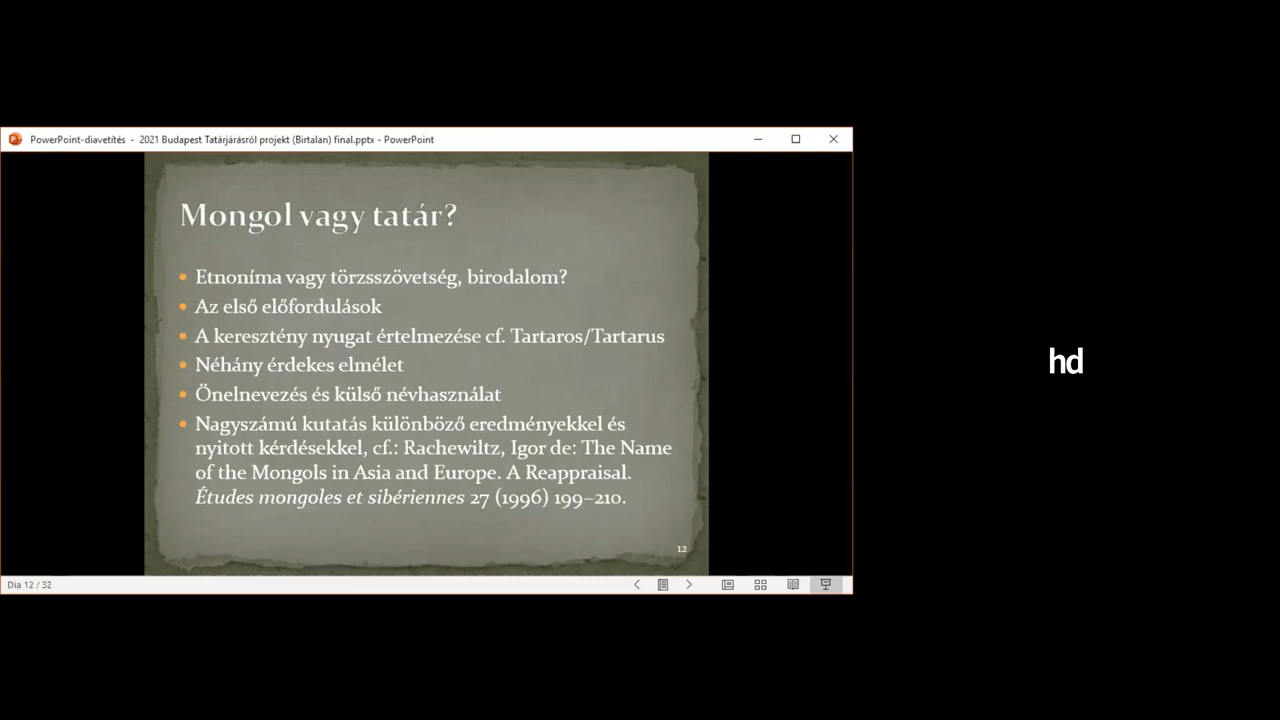 PowerPoint-diavetítés - 2021 Budapest Tatárjárásról projekt (Birtalan) final.pptx - PowerPoint
Mongol vagy tatár?
Etnoníma vagy törzsszövetség, birodalom?
Az első előfordulások
A keresztény nyugat értelmezése cf. Tartaros/Tartarus
Néhány érdekes elmélet
Önelnevezés és külső névhasználat
Nagyszámú kutatás különböző eredményekkel és
nyitott kérdésekkel, cf.: Rachewiltz, Igor de: The Name
of the Mongols in Asia and Europe. A Reappraisal.
Études mongoles et sibériennes 27 (1996) 199–210.
12
Dia 12 / 32
hd